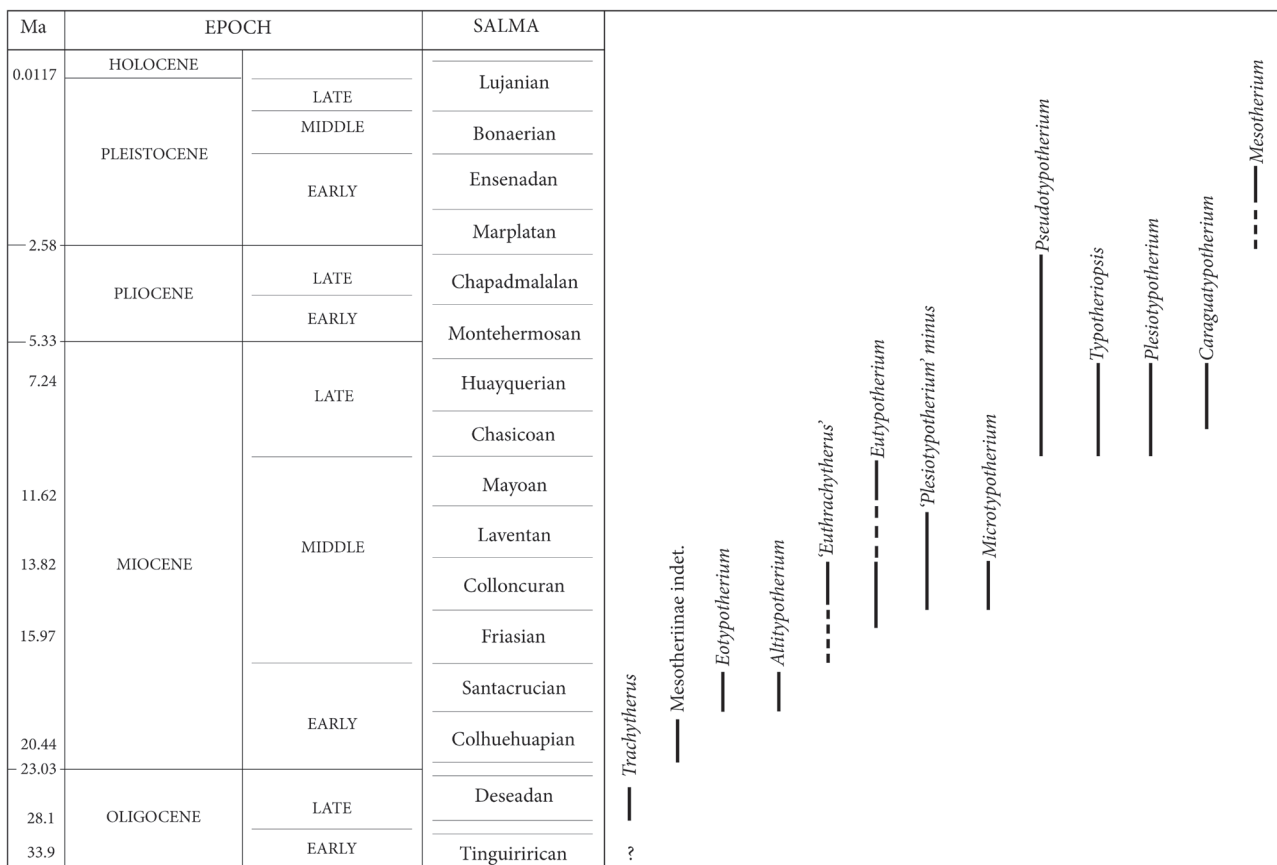 Ma EPOCH SALMA
HOLOCENE
0.0117
Lujanian
LATE
MIDDLE
Bonaerian
PLEISTOCENE
Ensenadan
EARLY
Marplatan
2.58
LATE
Chapadmalalan
PLIOCENE
EARLY
Montehermosan
5.33
7.24
Huayquerian
LATE
Chasicoan
Mayoan
11.62
Laventan
MIDDLE
13.82
MIOCENE
Colloncuran
15.97
Friasian
Santacrucian
EARLY
Colhuehuapian
20.44
23.03
Deseadan
LATE
28.1
OLIGOCENE
EARLY
33.9
Tinguirirican
?
Trachytherus
Mesotheriinae indet.
Eotypotherium
Altitypotherium
‘Euthrachytherus’
Eutypotherium
‘Plesiotypotherium’ minus
Microtypotherium
Pseudotypotherium
Typotheriopsis
Plesiotypotherium
Caraguatypotherium
Mesotherium